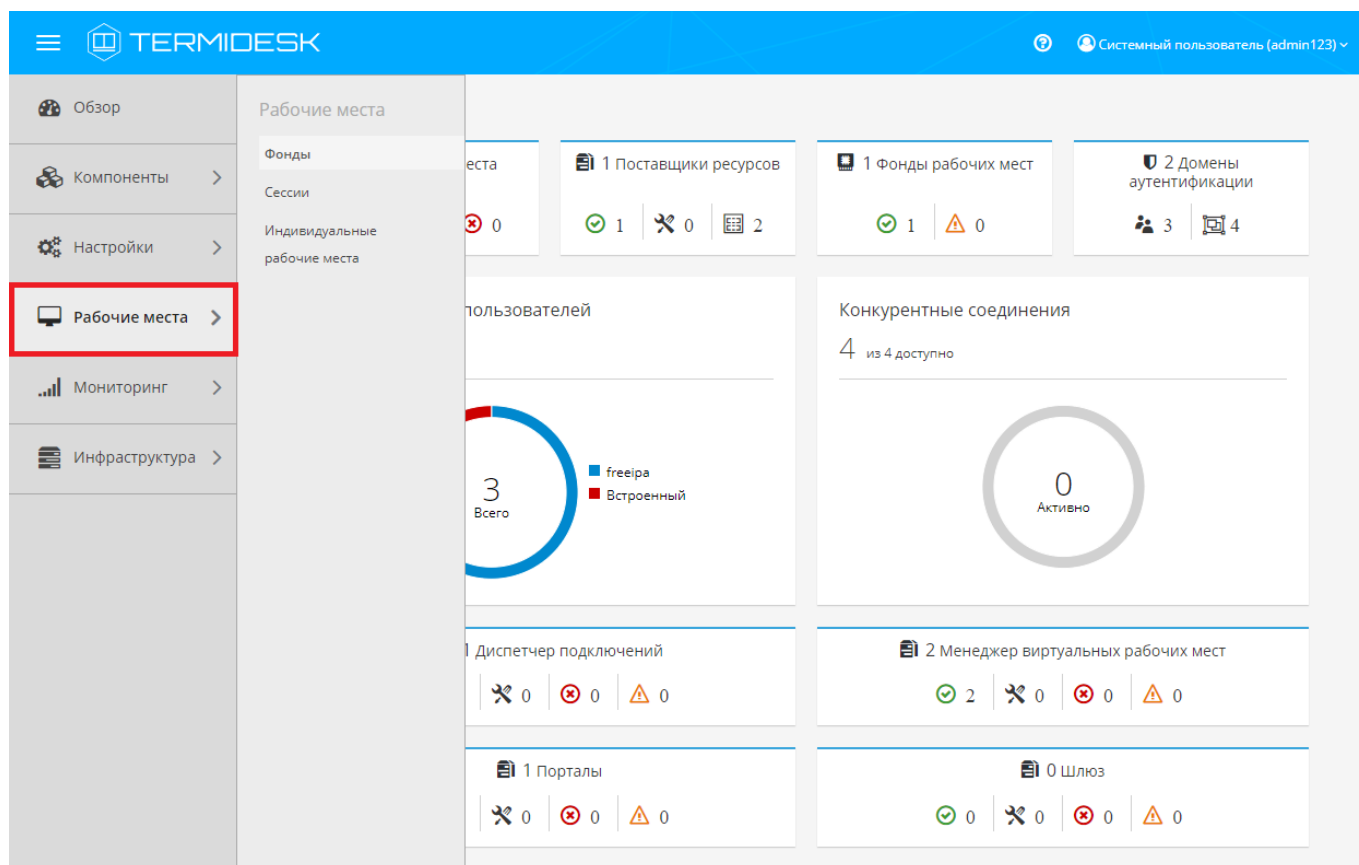 TERMIDESK
Системный пользователь (admin123)
Обзор
Компоненты
Настройки
Рабочие места
Мониторинг
Инфраструктура
Рабочие места
Фонды
Сессии
Индивидуальные
рабочие места
еста
0
1 Поставщики ресурсов
1 0 2
1 Фонды рабочих мест
1 0
2 Домены
аутентификации
3 4
пользователей
3
Всего
freeipa
Встроенный
Конкурентные соединения
4 из 4 доступно
0
Активно
1 Диспетчер подключений
0 0 0
2 Менеджер виртуальных рабочих мест
2 0 0 0
1 Порталы
0 0 0
0 Шлюз
0 0 0 0